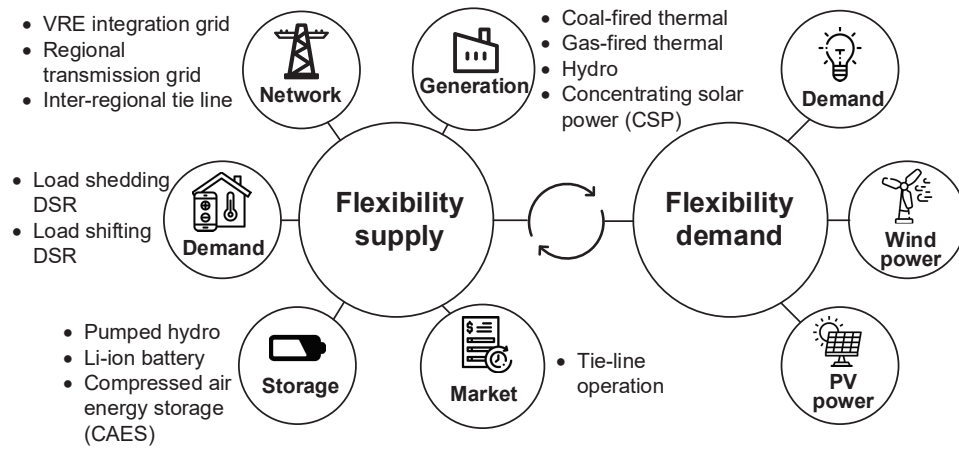 • VRE integration grid
• Regional
transmission grid
• Inter-regional tie line
Network
Generation
• Coal-fired thermal
• Gas-fired thermal
• Hydro
• Concentrating solar
power (CSP)
Demand
• Load shedding
DSR
• Load shifting
DSR
Demand
Flexibility
supply
Flexibility
demand
Wind
power
• Pumped hydro
• Li-ion battery
• Compressed air
energy storage
(CAES)
Storage
$
Market
• Tie-line
operation
PV
power